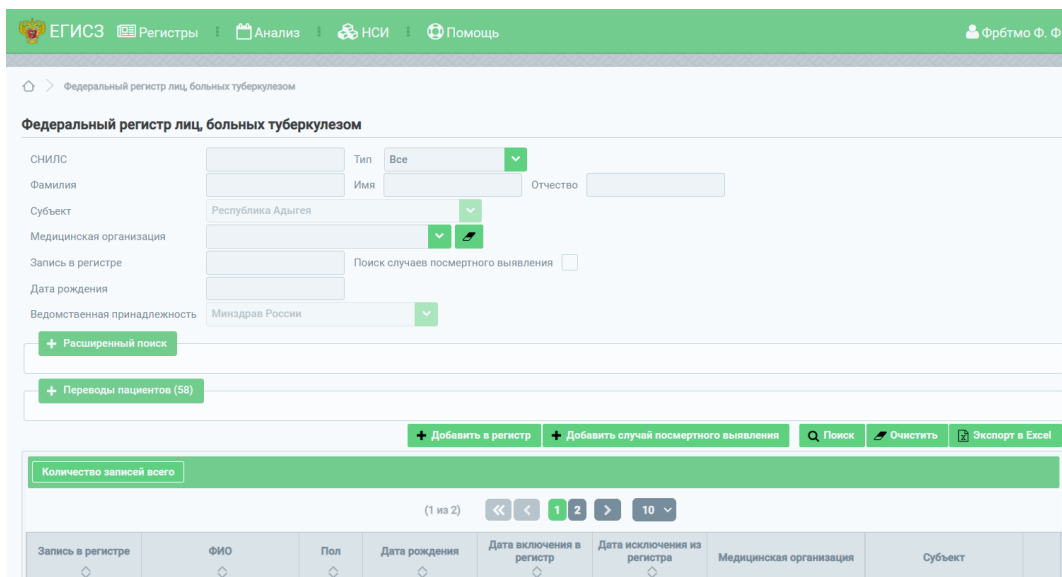 ЕГИСЗ Регистры Анализ НСИ Помощь Фрбтмо Ф. Ф
Федеральный регистр лиц, больных туберкулезом
Федеральный регистр лиц, больных туберкулезом
СНИЛС Тип Все
Фамилия Имя Отчество
Субъект Республика Адыгея
Медицинская организация
Запись в регистре Поиск случаев посмертного выявления
Дата рождения
Ведомственная принадлежность Минздрав России
+ Расширенный поиск
+ Переводы пациентов (58)
+ Добавить в регистр + Добавить случай посмертного выявления Поиск Очистить Экспорт в Excel
Количество записей всего
(1 из 2) 1 2 10
Запись в регистре ФИО Пол Дата рождения Дата включения в регистр Дата исключения из регистра Медицинская организация Субъект